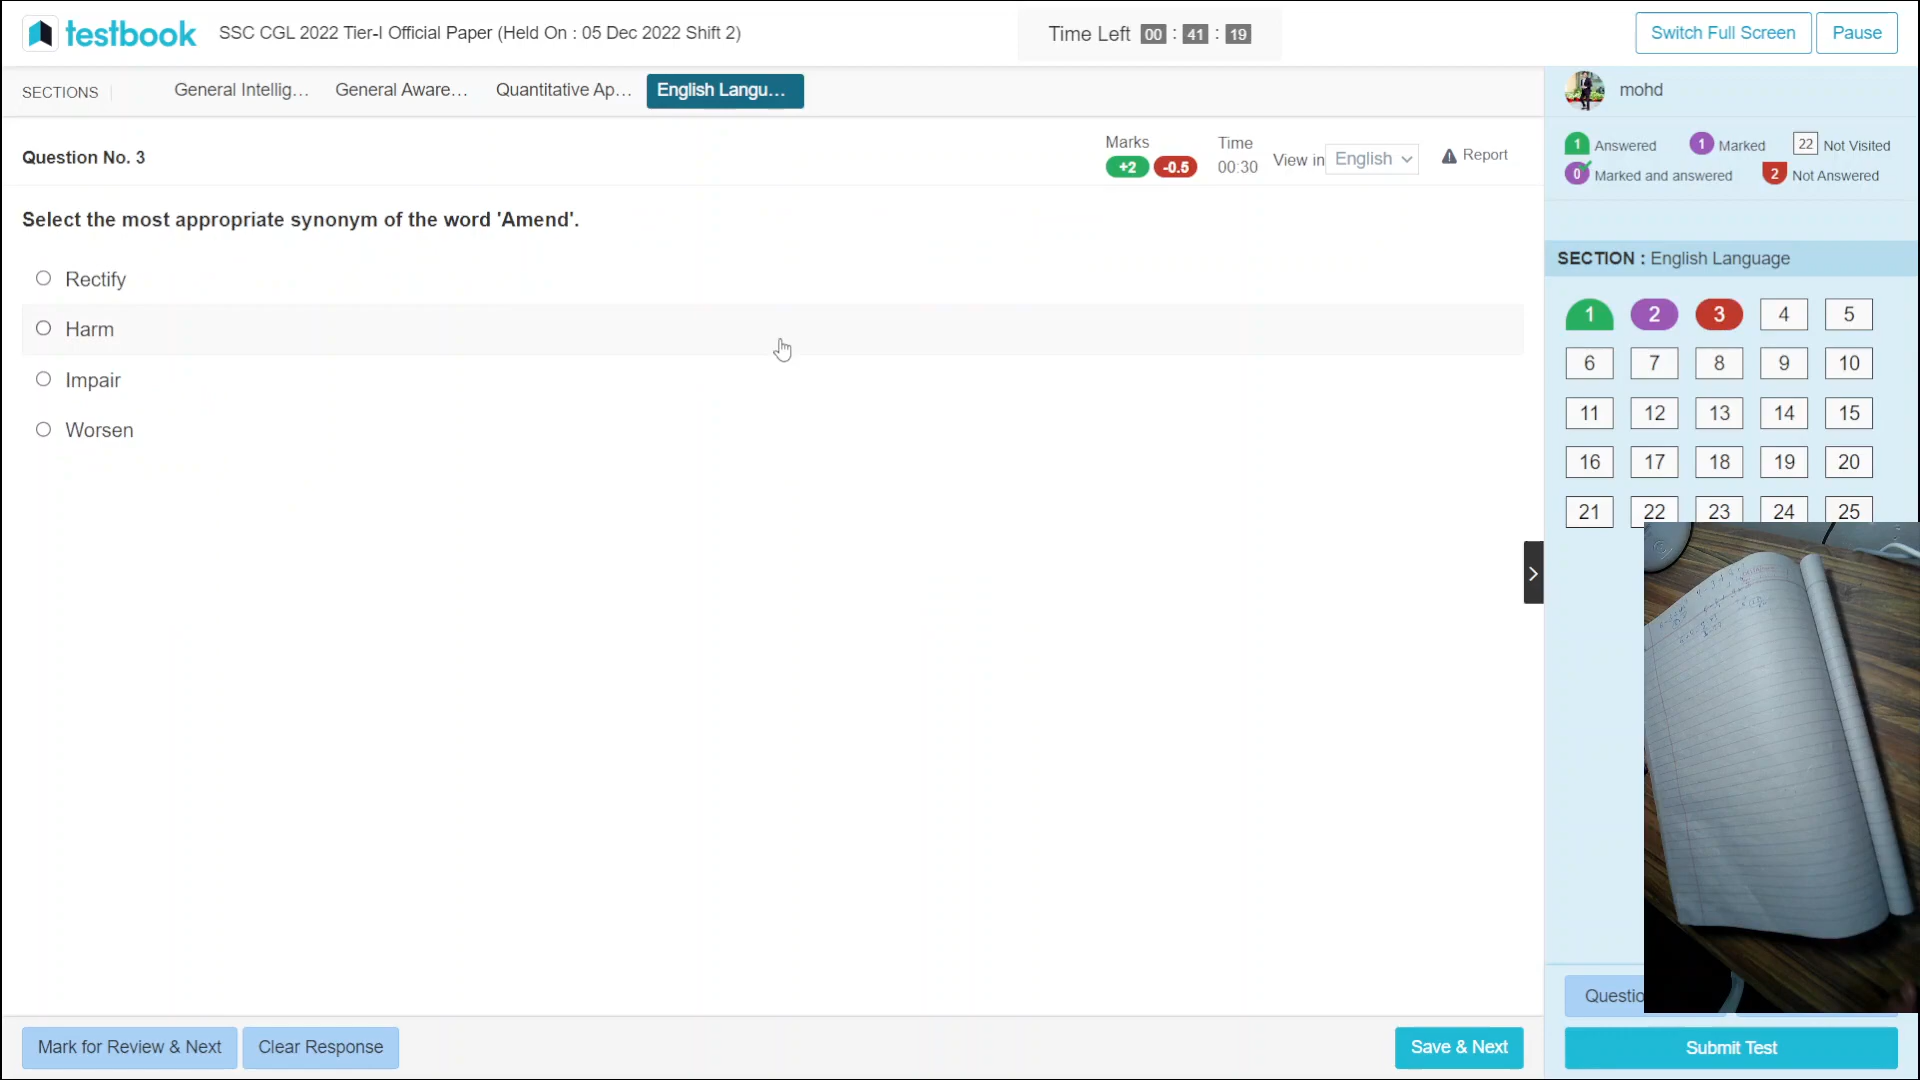 testbook
SSC CGL 2022 Tier-I Official Paper (Held On : 05 Dec 2022 Shift 2)
Time Left 00 : 41 : 19
Switch Full Screen
Pause
SECTIONS
General Intellig...
General Aware...
Quantitative Ap...
English Langu...
mohd
Question No. 3
Marks
+2 -0.5
Time
00:30
View in English
Report
1 Answered
1 Marked
22 Not Visited
0 Marked and answered
2 Not Answered
Select the most appropriate synonym of the word 'Amend'.
Rectify
Harm
Impair
Worsen
SECTION : English Language
1 2 3 4 5
6 7 8 9 10
11 12 13 14 15
16 17 18 19 20
21 22 23 24 25
Questio
Mark for Review & Next
Clear Response
Save & Next
Submit Test